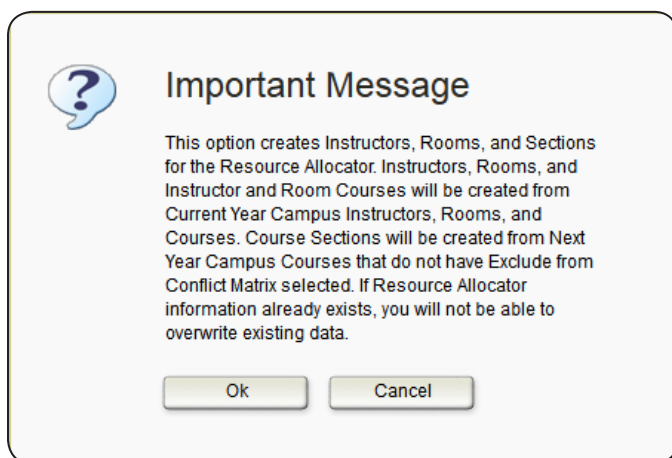 Important Message
This option creates Instructors, Rooms, and Sections
for the Resource Allocator. Instructors, Rooms, and
Instructor and Room Courses will be created from
Current Year Campus Instructors, Rooms, and
Courses. Course Sections will be created from Next
Year Campus Courses that do not have Exclude from
Conflict Matrix selected. If Resource Allocator
information already exists, you will not be able to
overwrite existing data.
Ok
Cancel